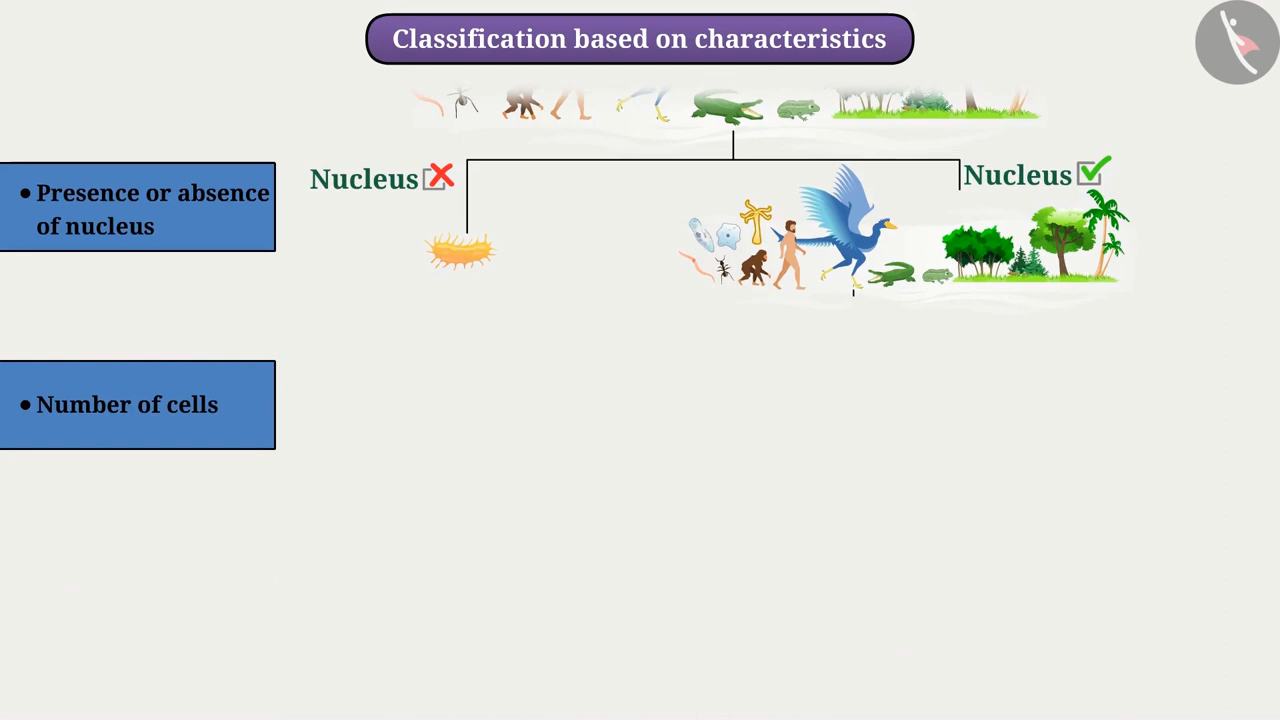 Classification based on characteristics
• Presence or absence
of nucleus
Nucleus
Nucleus
• Number of cells